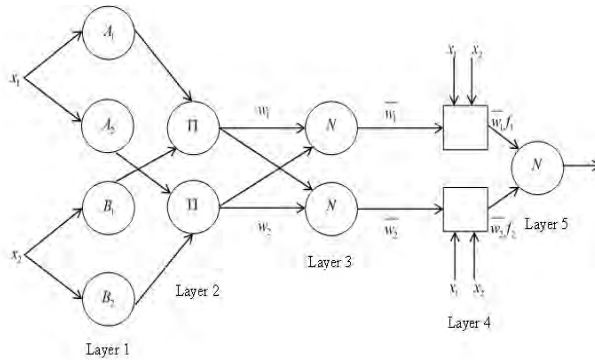 A₁
x₁
x₁ x₂
A₂
Π
w₁
N
w̅₁
w̅₁f₁
N
B₁
Π
w₂
N
w̅₂
w̅₂f₂
Layer 5
x₂
Layer 3
B₂
Layer 2
x₁ x₂
Layer 4
Layer 1